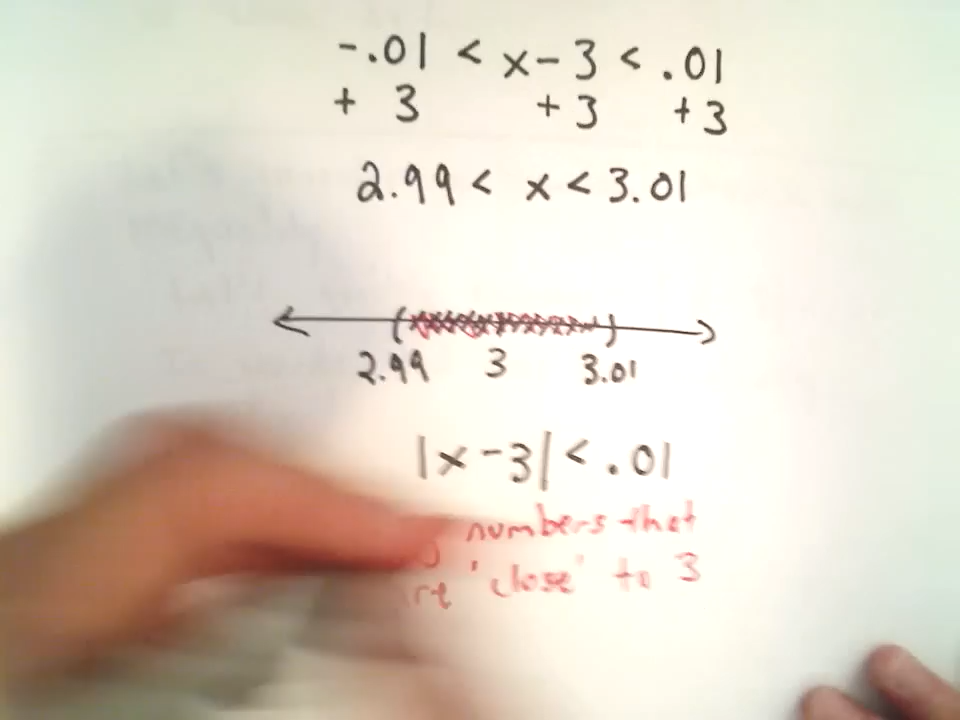 -.01 < x - 3 < .01
+ 3 + 3 + 3
2.99 < x < 3.01
2.99 3 3.01
|x - 3| < .01
numbers that
'close' to 3